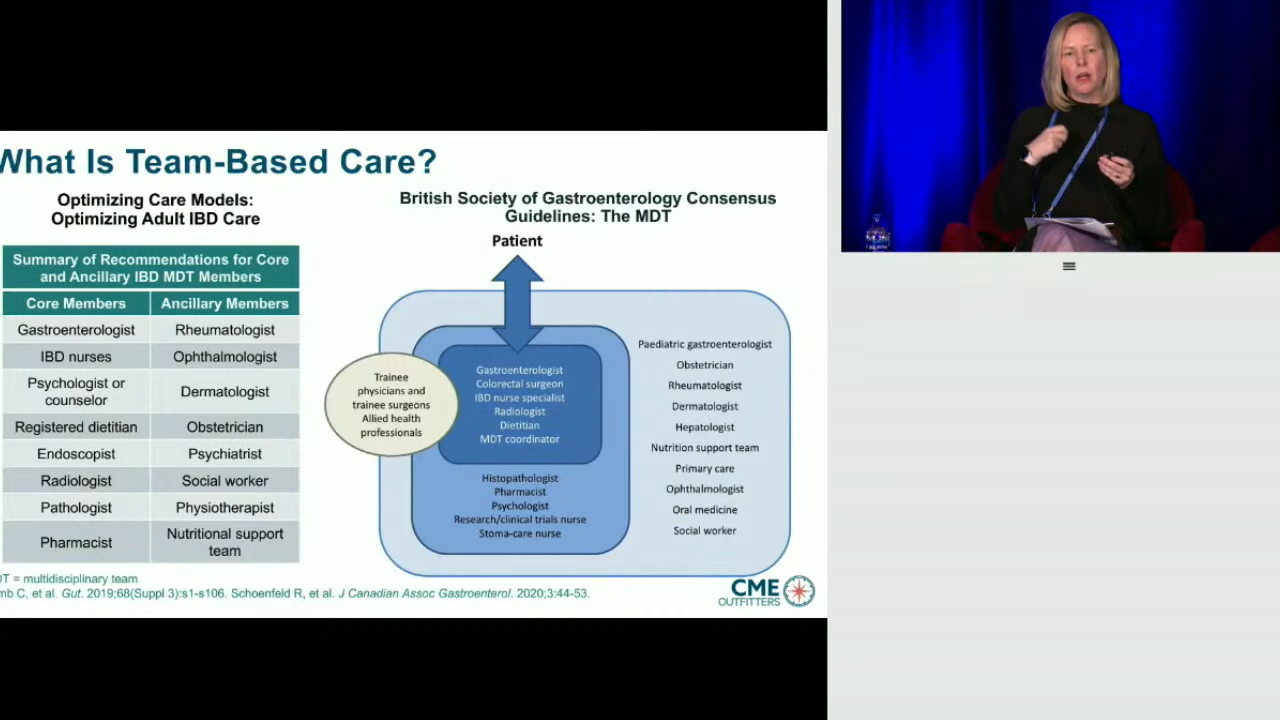 What Is Team-Based Care?
Optimizing Care Models:
Optimizing Adult IBD Care
Summary of Recommendations for Core
and Ancillary IBD MDT Members
Core Members
Ancillary Members
Gastroenterologist
Rheumatologist
IBD nurses
Ophthalmologist
Psychologist or
counselor
Dermatologist
Registered dietitian
Obstetrician
Endoscopist
Psychiatrist
Radiologist
Social worker
Pathologist
Physiotherapist
Pharmacist
Nutritional support
team
British Society of Gastroenterology Consensus
Guidelines: The MDT
Patient
Trainee
physicians and
trainee surgeons
Allied health
professionals
Gastroenterologist
Colorectal surgeon
IBD nurse specialist
Radiologist
Dietitian
MDT coordinator
Histopathologist
Pharmacist
Psychologist
Research/clinical trials nurse
Stoma-care nurse
Paediatric gastroenterologist
Obstetrician
Rheumatologist
Dermatologist
Hepatologist
Nutrition support team
Primary care
Ophthalmologist
Oral medicine
Social worker
DT = multidisciplinary team
mb C, et al. Gut. 2019;68(Suppl 3):s1-s106. Schoenfeld R, et al. J Canadian Assoc Gastroenterol. 2020;3:44-53.
CME
OUTFITTERS